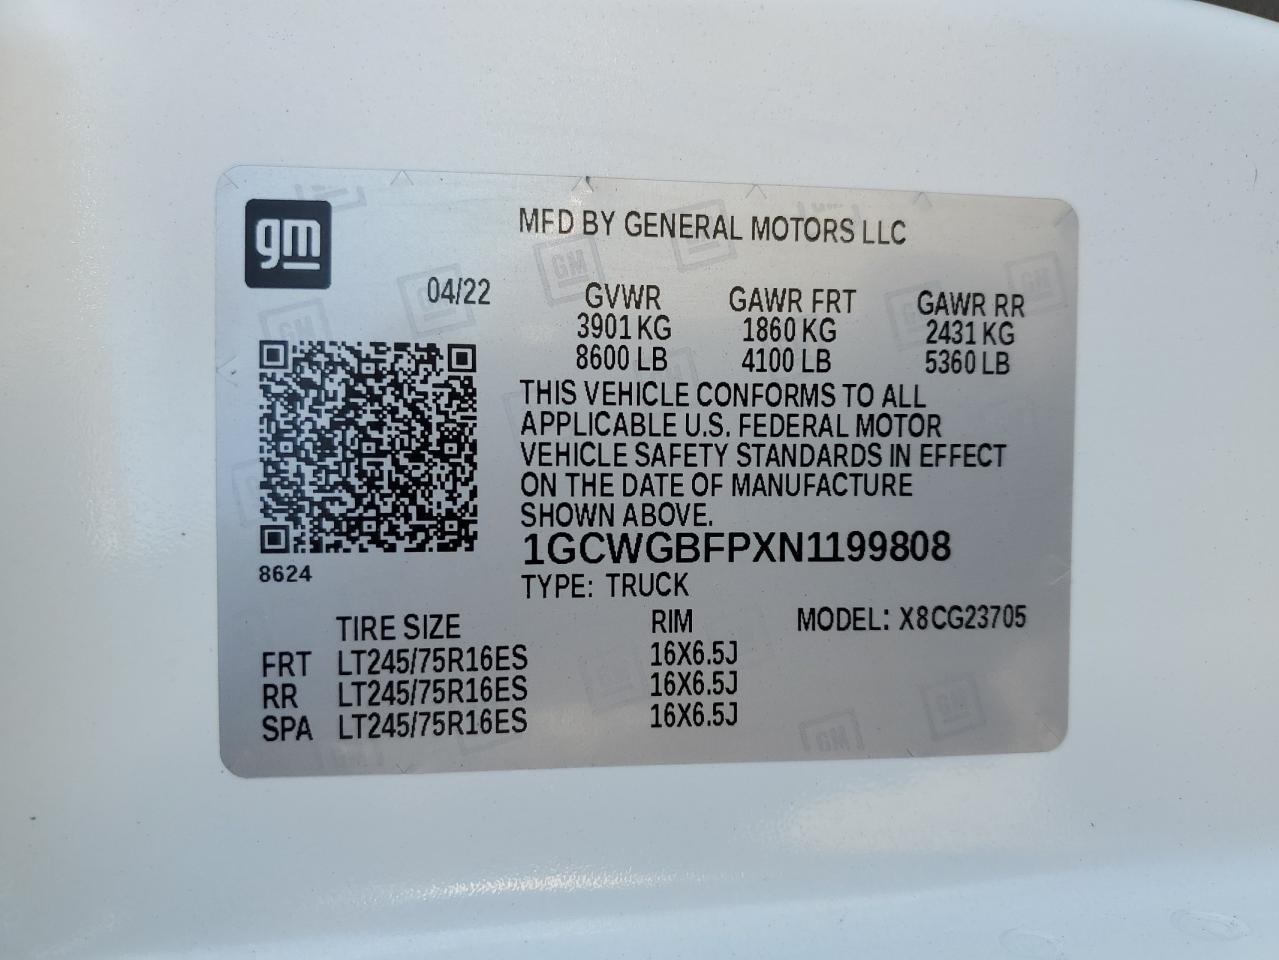 gm
MFD BY GENERAL MOTORS LLC
04/22
GVWR GAWR FRT GAWR RR
3901 KG 1860 KG 2431 KG
8600 LB 4100 LB 5360 LB
THIS VEHICLE CONFORMS TO ALL
APPLICABLE U.S. FEDERAL MOTOR
VEHICLE SAFETY STANDARDS IN EFFECT
ON THE DATE OF MANUFACTURE
SHOWN ABOVE.
1GCWGBFPXN1199808
8624
TYPE: TRUCK
TIRE SIZE RIM MODEL: X8CG23705
FRT LT245/75R16ES 16X6.5J
RR LT245/75R16ES 16X6.5J
SPA LT245/75R16ES 16X6.5J